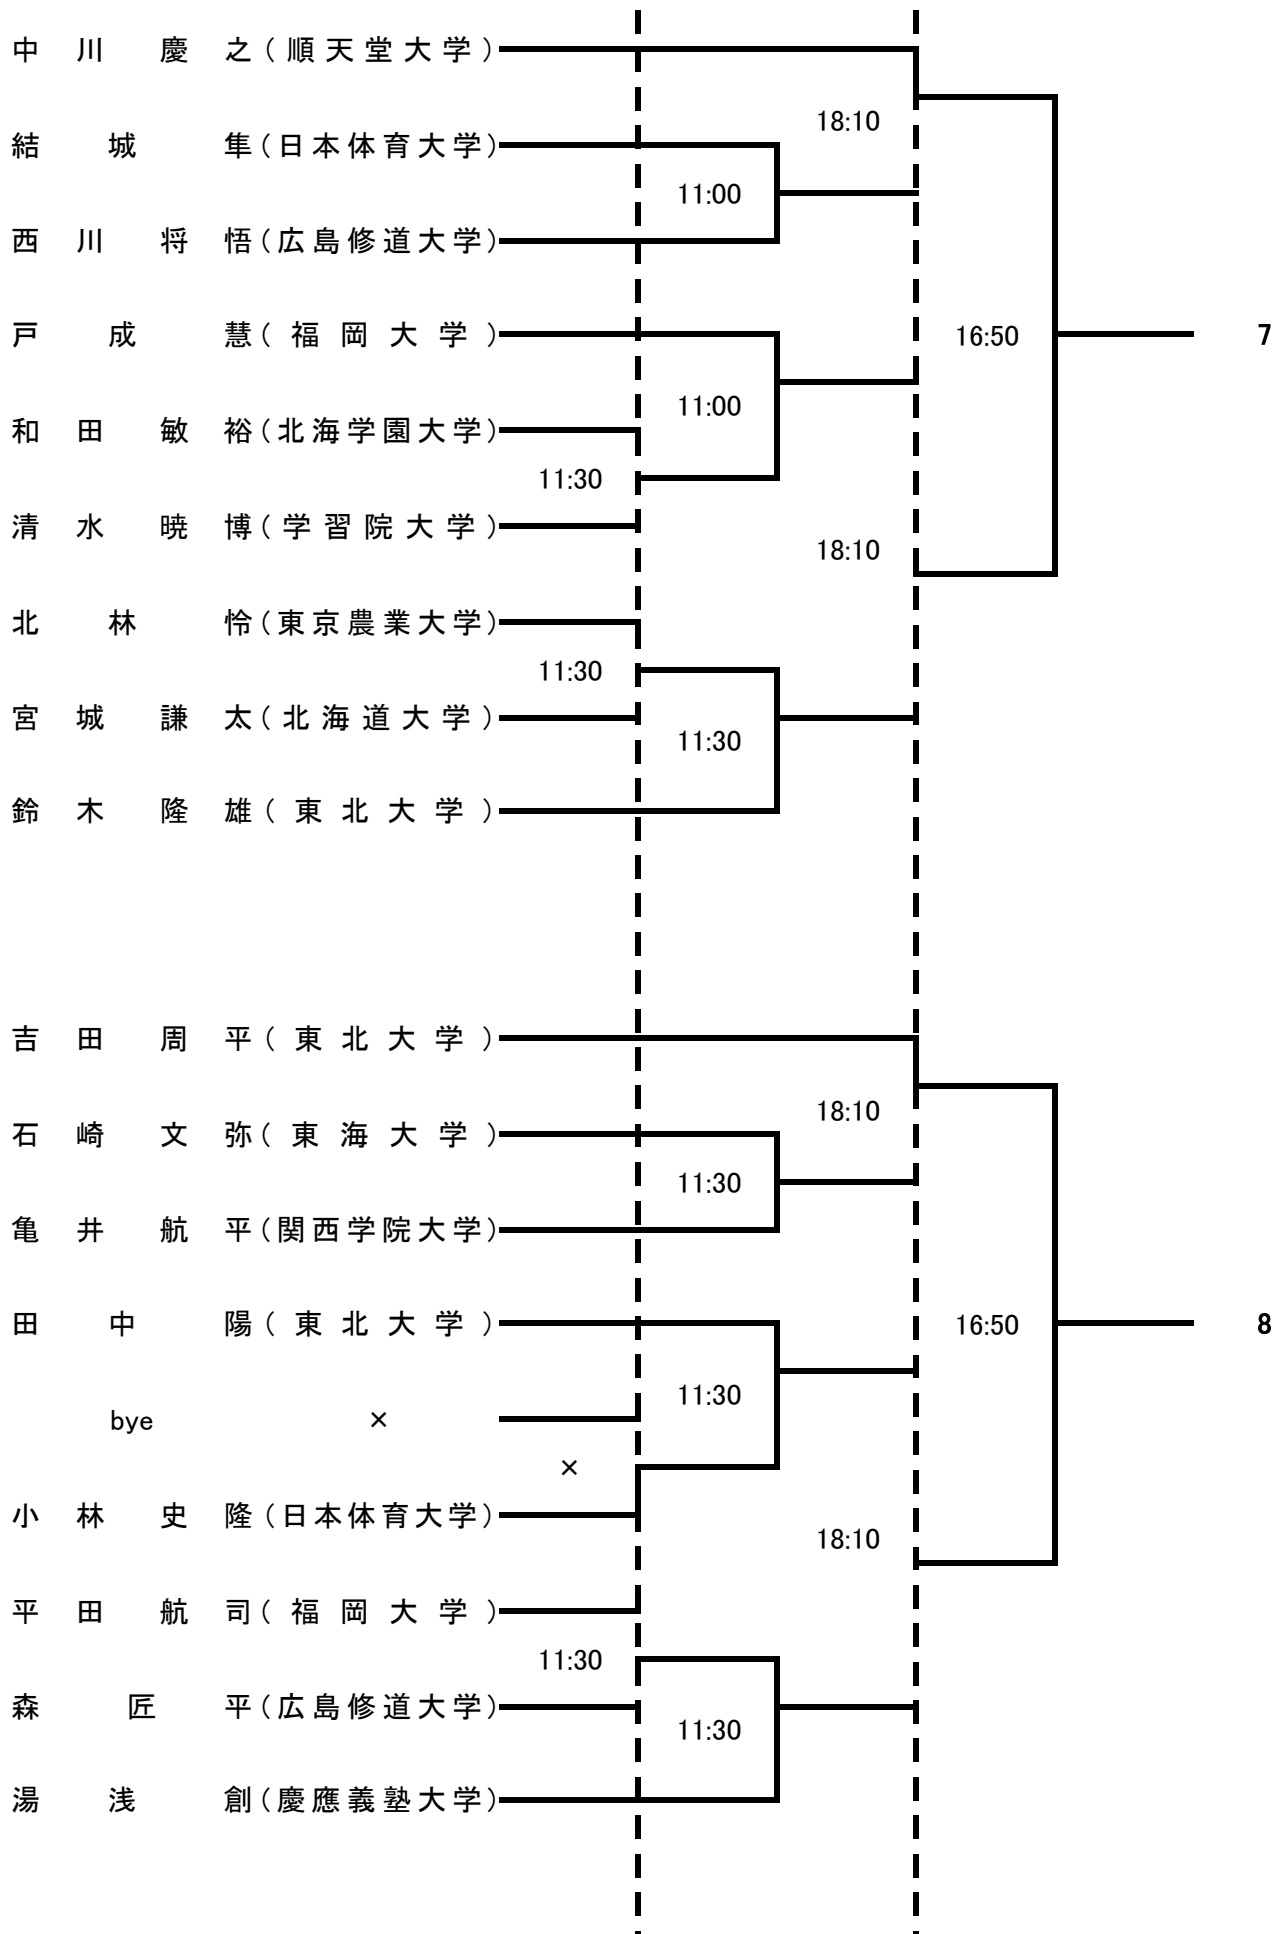 中川慶之(順天堂大学)
18:10
結城隼(日本体育大学)
11:00
西川将悟(広島修道大学)
戸成慧(福岡大学)
16:50
7
11:00
和田敏裕(北海学園大学)
11:30
清水暁博(学習院大学)
18:10
北林怜(東京農業大学)
11:30
宮城謙太(北海道大学)
11:30
鈴木隆雄(東北大学)
吉田周平(東北大学)
18:10
石崎文弥(東海大学)
11:30
亀井航平(関西学院大学)
田中陽(東北大学)
16:50
8
11:30
bye ×
×
小林史隆(日本体育大学)
18:10
平田航司(福岡大学)
11:30
森匠平(広島修道大学)
11:30
湯浅創(慶應義塾大学)